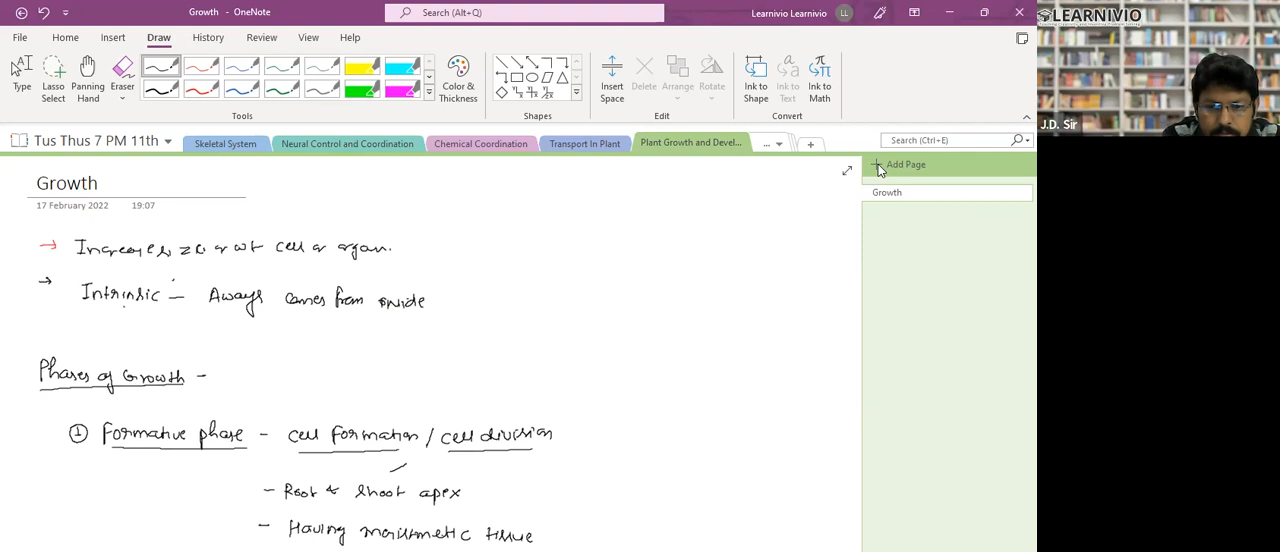 Growth - OneNote
Search (Alt+Q)
Learnivio Learnivio LL
LEARNIVIO
File Home Insert Draw History Review View Help
Type
Lasso Select
Panning Hand
Eraser
Color & Thickness
Insert Space
Delete
Arrange
Rotate
Ink to Shape
Ink to Text
Ink to Math
Tools Shapes Edit Convert
J.D. Sir
Tus Thus7 PM 11th Skeletal System Neural Control and Coordination Chemical Coordination Transport In Plant Plant Growth and Devel... ... Search (Ctrl+E)
Add Page
Growth
Growth
17 February 2022 19:07
→ Increase in or wt cell or organ.
→ Intrinsic – Aways comes from inside
Phases of Growth –
① Formative phase – cell formation / cell division
– Root & shoot apex
– Having tissue